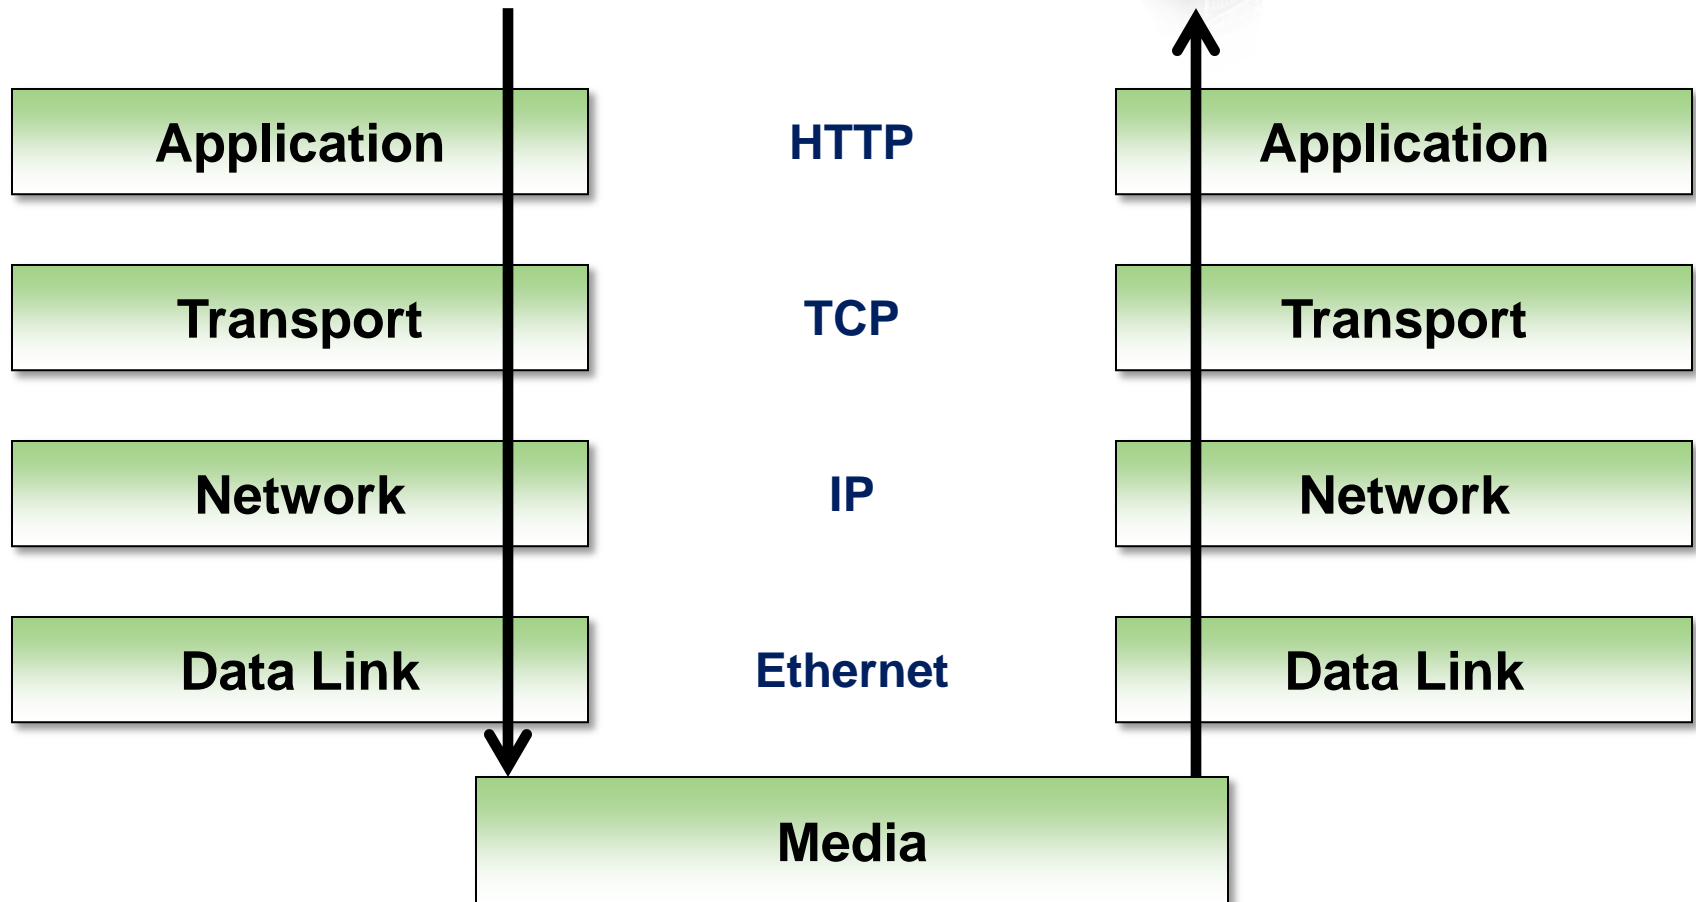 Application HTTP Application
Transport TCP Transport
Network IP Network
Data Link Ethernet Data Link
Media